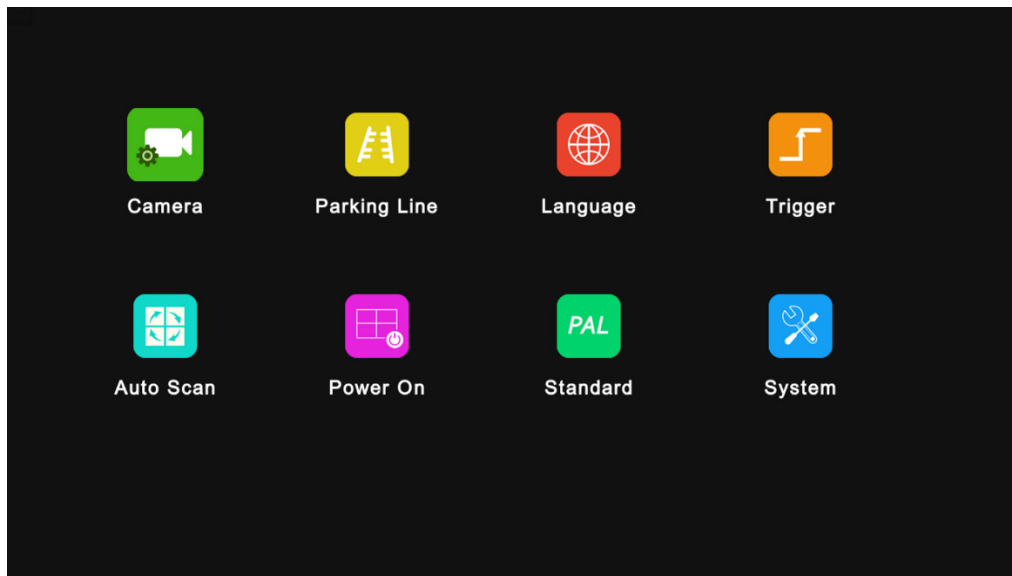 Camera
Parking Line
Language
Trigger
PAL
Auto Scan
Power On
Standard
System